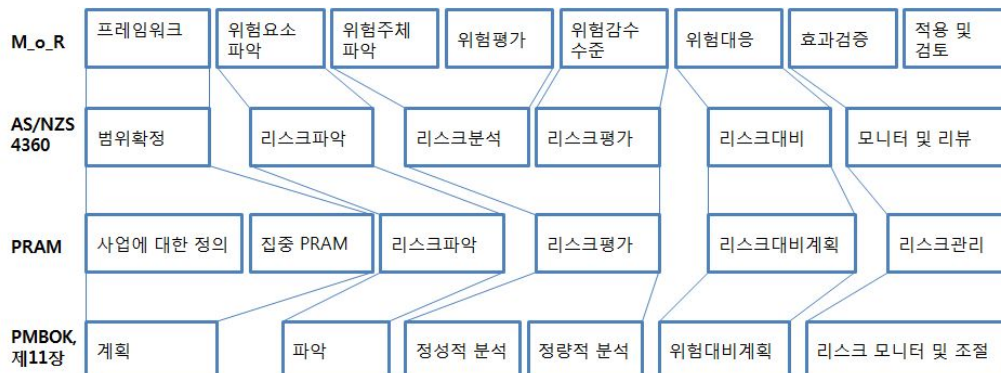 M_o_R
프레임워크
위험요소
파악
위험주체
파악
위험평가
위험감수
수준
위험대응
효과검증
적용 및
검토
AS/NZS
4360
범위확정
리스크파악
리스크분석
리스크평가
리스크대비
모니터 및 리뷰
PRAM
사업에 대한 정의
집중 PRAM
리스크파악
리스크평가
리스크대비계획
리스크관리
PMBOK,
제11장
계획
파악
정성적 분석
정량적 분석
위험대비계획
리스크 모니터 및 조절